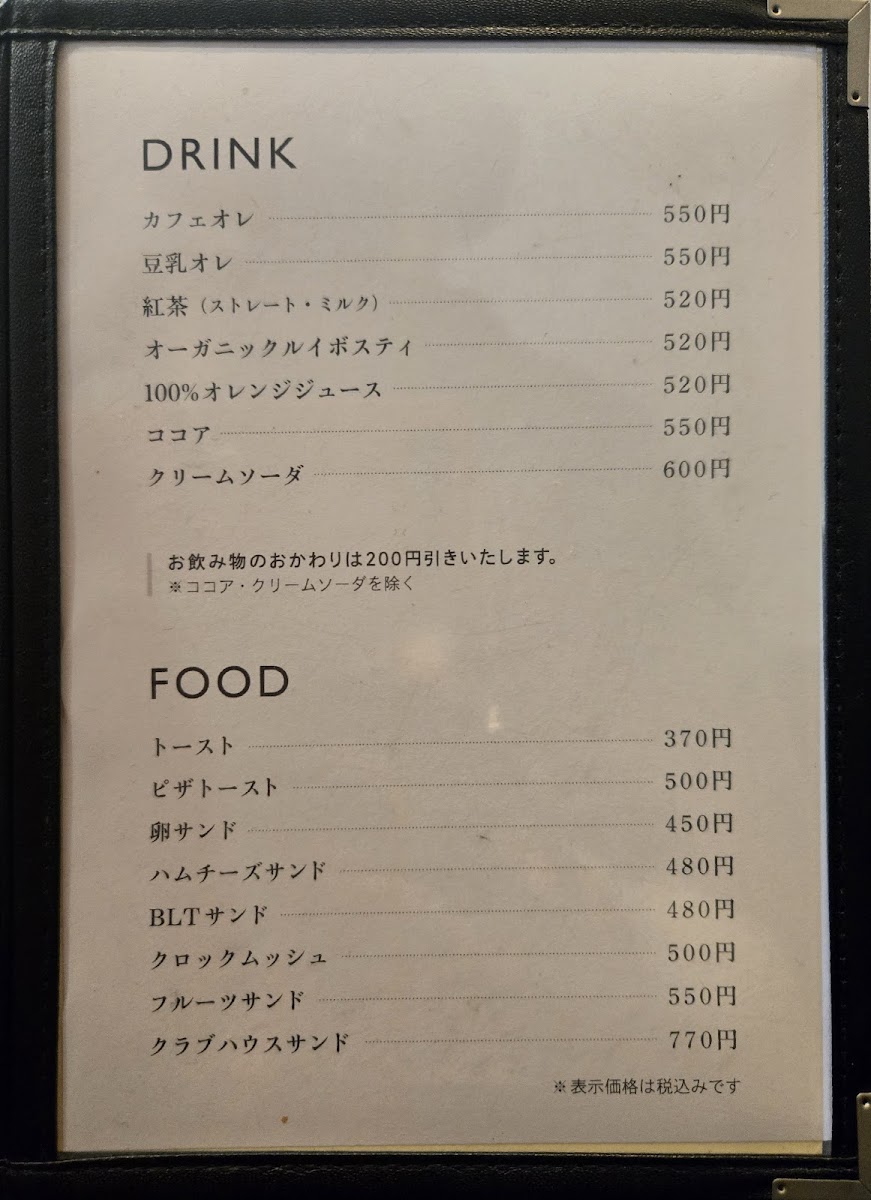 DRINK
カフェオレ 550円
豆乳オレ 550円
紅茶（ストレート・ミルク） 520円
オーガニックルイボスティ 520円
100%オレンジジュース 520円
ココア 550円
クリームソーダ 600円
お飲み物のおかわりは200円引きいたします。
※ココア・クリームソーダを除く
FOOD
トースト 370円
ピザトースト 500円
卵サンド 450円
ハムチーズサンド 480円
BLTサンド 480円
クロックムッシュ 500円
フルーツサンド 550円
クラブハウスサンド 770円
※表示価格は税込みです